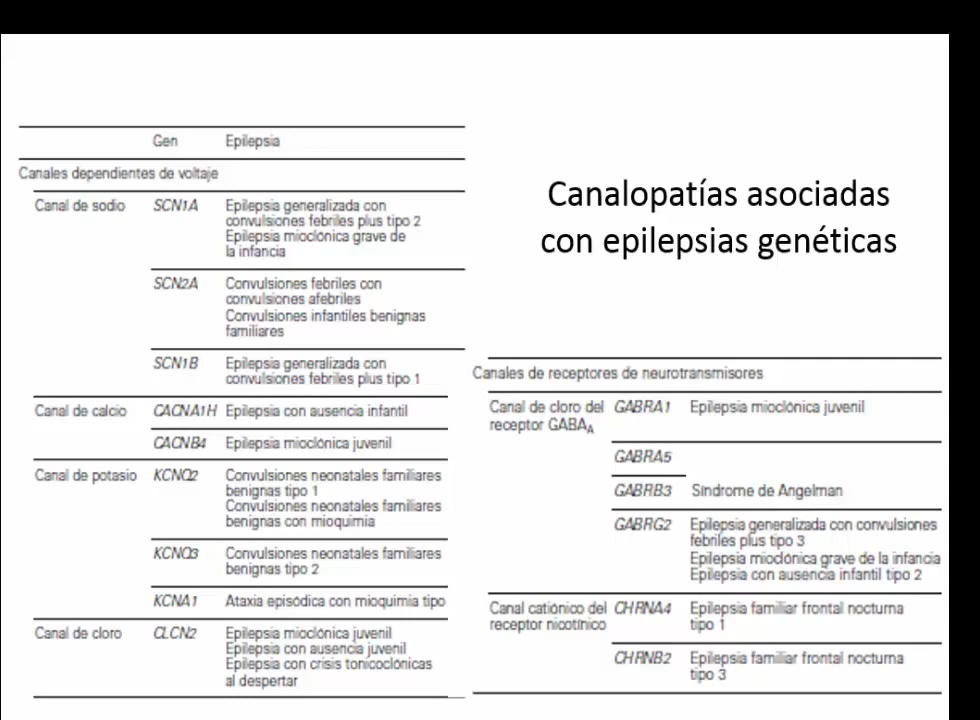 Canalopatías asociadas
con epilepsias genéticas
Gen Epilepsia
Canales dependientes de voltaje
Canal de sodio SCN1A Epilepsia generalizada con
convulsiones febriles plus tipo 2
Epilepsia mioclónica grave de
la infancia
SCN2A Convulsiones febriles con
convulsiones afebriles
Convulsiones infantiles benignas
familiares
SCN1B Epilepsia generalizada con
convulsiones febriles plus tipo 1
Canal de calcio CACNA1H Epilepsia con ausencia infantil
CACNB4 Epilepsia mioclónica juvenil
Canal de potasio KCNQ2 Convulsiones neonatales familiares
benignas tipo 1
Convulsiones neonatales familiares
benignas con mioquimia
KCNQ3 Convulsiones neonatales familiares
benignas tipo 2
KCNA1 Ataxia episódica con mioquimia tipo
Canal de cloro CLCN2 Epilepsia mioclónica juvenil
Epilepsia con ausencia juvenil
Epilepsia con crisis tonicoclónicas
al despertar
Canales de receptores de neurotransmisores
Canal de cloro del GABRA1 Epilepsia mioclónica juvenil
receptor GABAA
GABRA5
GABRB3 Síndrome de Angelman
GABRG2 Epilepsia generalizada con convulsiones
febriles plus tipo 3
Epilepsia mioclónica grave de la infancia
Epilepsia con ausencia infantil tipo 2
Canal catiónico del CHRNA4 Epilepsia familiar frontal nocturna
receptor nicotínico tipo 1
CHRNB2 Epilepsia familiar frontal nocturna
tipo 3